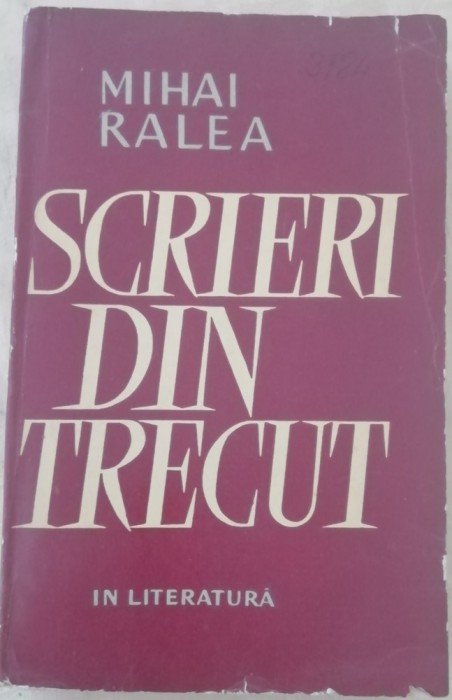 MIHAI
RALEA
SCRIERI
DIN
TRECUT
IN LITERATURĂ